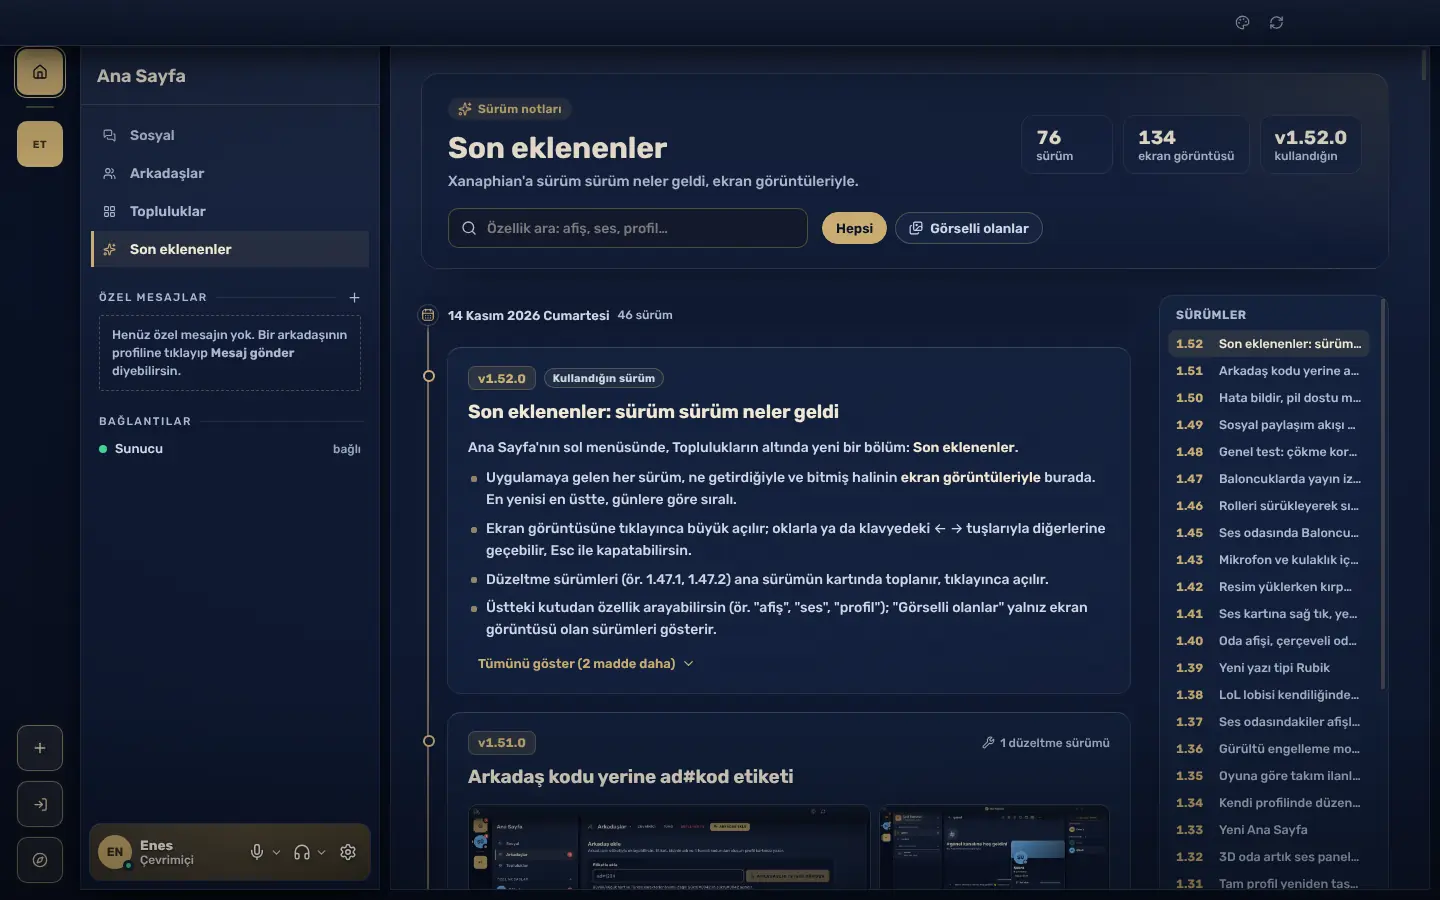 Ana Sayfa
ET
Sosyal
Arkadaşlar
Topluluklar
Son eklenenler
ÖZEL MESAJLAR
Henüz özel mesajın yok. Bir arkadaşının
profiline tıklayıp Mesaj gönder
diyebilirsin.
BAĞLANTILAR
Sunucu
bağlı
EN
Enes
Çevrimiçi
Sürüm notları
Son eklenenler
Xanaphian'a sürüm sürüm neler geldi, ekran görüntüleriyle.
76
sürüm
134
ekran görüntüsü
v1.52.0
kullandığın
Özellik ara: afiş, ses, profil...
Hepsi
Görselli olanlar
14 Kasım 2026 Cumartesi 46 sürüm
v1.52.0 Kullandığın sürüm
Son eklenenler: sürüm sürüm neler geldi
Ana Sayfa'nın sol menüsünde, Toplulukların altında yeni bir bölüm: Son eklenenler.
Uygulamaya gelen her sürüm, ne getirdiğiyle ve bitmiş halinin ekran görüntüleriyle burada.
En yenisi en üstte, günlere göre sıralı.
Ekran görüntüsüne tıklayınca büyük açılır; oklarla ya da klavyedeki ← → tuşlarıyla diğerlerine
geçebilir, Esc ile kapatabilirsin.
Düzeltme sürümleri (ör. 1.47.1, 1.47.2) ana sürümün kartında toplanır, tıklayınca açılır.
Üstteki kutudan özellik arayabilirsin (ör. "afiş", "ses", "profil"); "Görselli olanlar" yalnız ekran
görüntüsü olan sürümleri gösterir.
Tümünü göster (2 madde daha)
v1.51.0
1 düzeltme sürümü
Arkadaş kodu yerine ad#kod etiketi
SÜRÜMLER
1.52 Son eklenenler: sürüm...
1.51 Arkadaş kodu yerine a...
1.50 Hata bildir, pil dostu m...
1.49 Sosyal paylaşım akışı ...
1.48 Genel test: çökme kor...
1.47 Baloncuklarda yayın iz...
1.46 Rolleri sürükleyerek sı...
1.45 Ses odasında Baloncu...
1.43 Mikrofon ve kulaklık iç...
1.42 Resim yüklerken kırp...
1.41 Ses kartına sağ tık, ye...
1.40 Oda afişi, çerçeveli od...
1.39 Yeni yazı tipi Rubik
1.38 LoL lobisi kendiliğinde...
1.37 Ses odasındakiler afişl...
1.36 Gürültü engelleme mo...
1.35 Oyuna göre takım ilanl...
1.34 Kendi profilinde düzen...
1.33 Yeni Ana Sayfa
1.32 3D oda artık ses panel...
1.31 Tam profil yeniden tas...